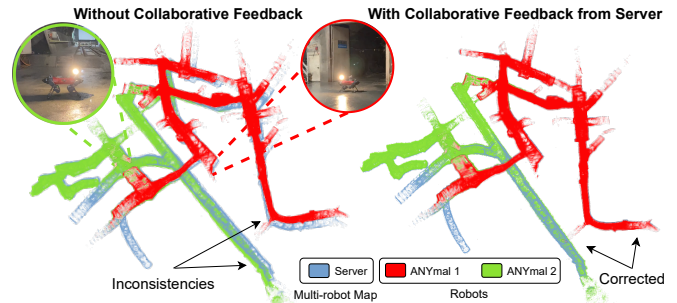 Without Collaborative Feedback
With Collaborative Feedback from Server
Inconsistencies
Server
ANYmal 1
ANYmal 2
Corrected
Multi-robot Map
Robots